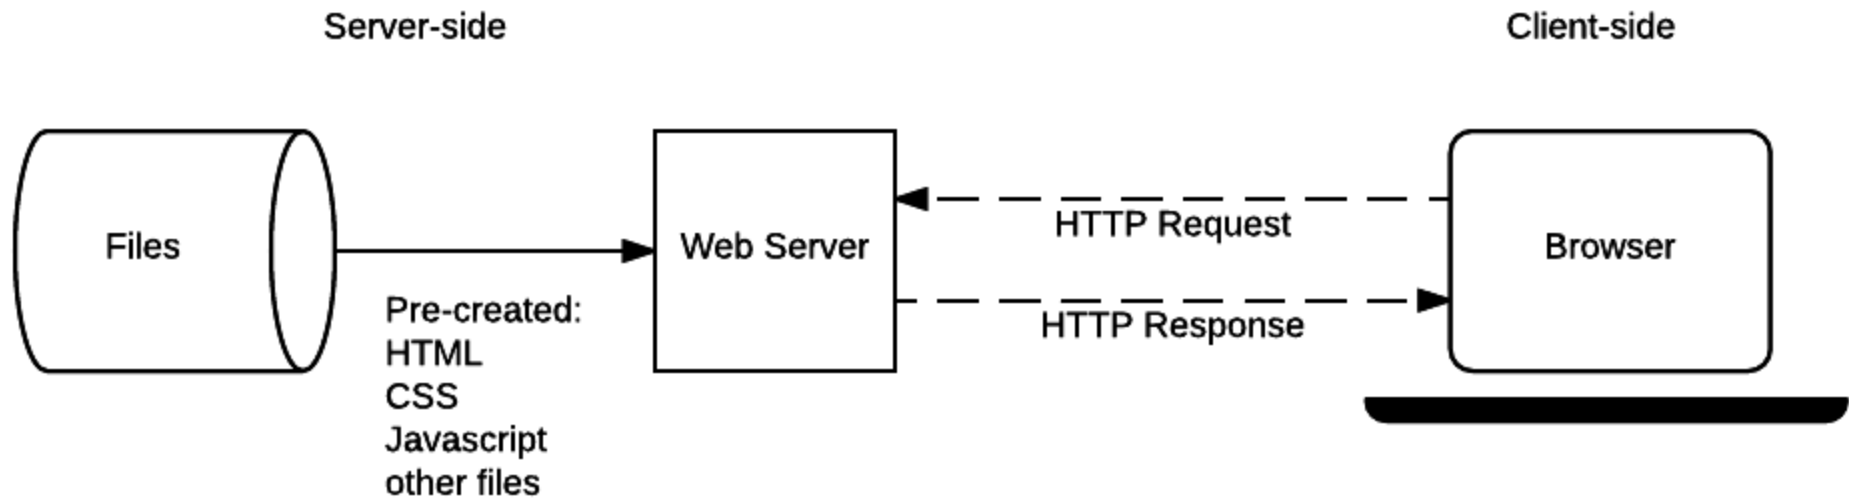 Server-side
Client-side
Files
Web Server
HTTP Request
HTTP Response
Browser
Pre-created:
HTML
CSS
Javascript
other files